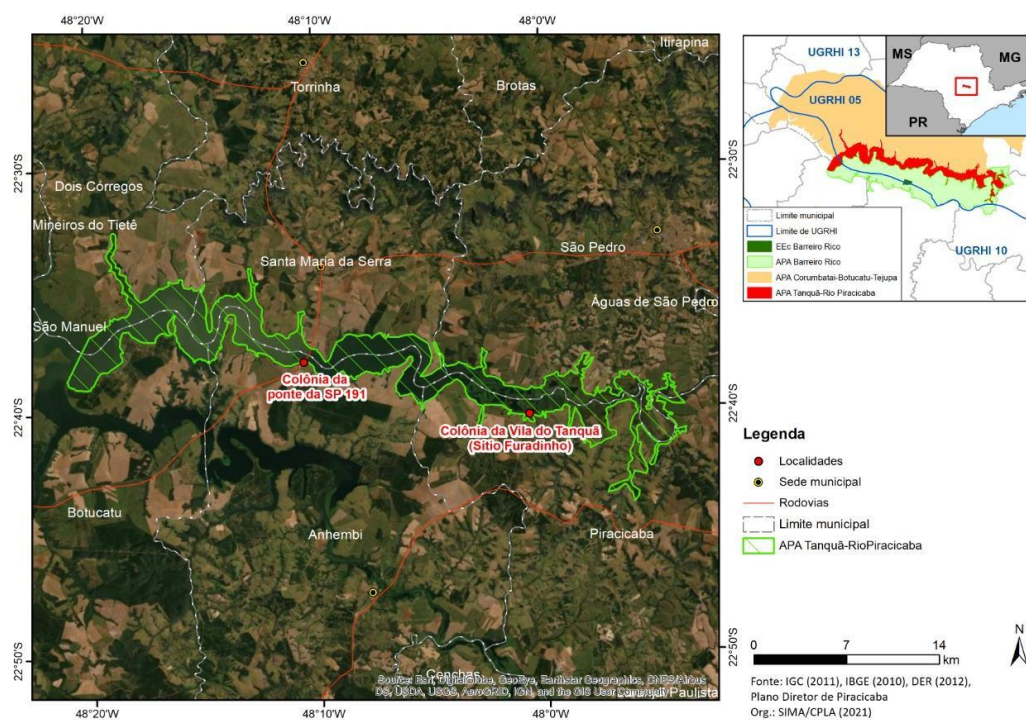 48°20'W
48°10'W
48°0'W
Itirapina
Torrinha
Brotas
22°30'S
22°30'S
Dois Córregos
Mineiros do Tietê
São Pedro
Santa Maria da Serra
Águas de São Pedro
São Manuel
Colônia da
ponte da SP 191
22°40'S
22°40'S
Colônia da Vila do Tanquã
(Sítio Furadinho)
Botucatu
Anhembi
Piracicaba
22°50'S
22°50'S
Conchas
Source: Esri, DigitalGlobe, GeoEye, Earthstar Geographics, CNES/Airbus
DS, USDA, USGS, AeroGRID, IGN, and the GIS User Community
Paulista
48°20'W
48°10'W
48°0'W
UGRHI 13
MS
MG
UGRHI 05
PR
UGRHI 10
Limite municipal
Limite de UGRHI
EEc Barreiro Rico
APA Barreiro Rico
APA Corumbatai-Botucatu-Tejupa
APA Tanquã-Rio Piracicaba
Legenda
Localidades
Sede municipal
Rodovias
Limite municipal
APA Tanquã-RioPiracicaba
N
0 7 14
km
Fonte: IGC (2011), IBGE (2010), DER (2012),
Plano Diretor de Piracicaba
Org.: SIMA/CPLA (2021)